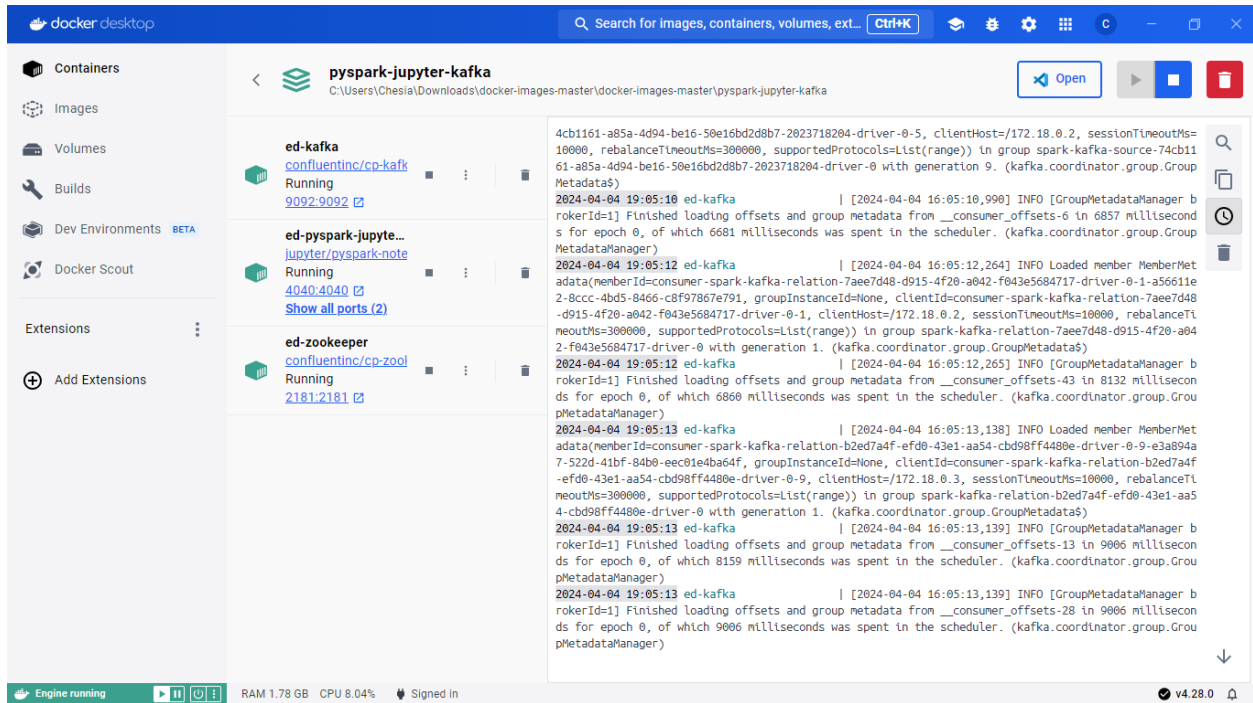 docker desktop
Search for images, containers, volumes, ext... Ctrl+K
C
Containers
Images
Volumes
Builds
Dev Environments BETA
Docker Scout
Extensions
Add Extensions
pyspark-jupyter-kafka
C:\Users\Chesia\Downloads\docker-images-master\docker-images-master\pyspark-jupyter-kafka
Open
ed-kafka
confluentinc/cp-kafk
Running
9092:9092
ed-pyspark-jupyte...
jupyter/pyspark-note
Running
4040:4040
Show all ports (2)
ed-zookeeper
confluentinc/cp-zool
Running
2181:2181
4cb1161-a85a-4d94-be16-50e16bd2d8b7-2023718204-driver-0-5, clientHost=/172.18.0.2, sessionTimeoutMs=
10000, rebalanceTimeoutMs=300000, supportedProtocols=List(range)) in group spark-kafka-source-74cb11
61-a85a-4d94-be16-50e16bd2d8b7-2023718204-driver-0 with generation 9. (kafka.coordinator.group.Group
Metadata$)
2024-04-04 19:05:10 ed-kafka | [2024-04-04 16:05:10,990] INFO [GroupMetadataManager b
rokerId=1] Finished loading offsets and group metadata from __consumer_offsets-6 in 6857 millisecond
s for epoch 0, of which 6681 milliseconds was spent in the scheduler. (kafka.coordinator.group.Group
MetadataManager)
2024-04-04 19:05:12 ed-kafka | [2024-04-04 16:05:12,264] INFO Loaded member MemberMet
adata(memberId=consumer-spark-kafka-relation-7aee7d48-d915-4f20-a042-f043e5684717-driver-0-1-a56611e
2-8ccc-4bd5-8466-c8f97867e791, groupInstanceId=None, clientId=consumer-spark-kafka-relation-7aee7d48
-d915-4f20-a042-f043e5684717-driver-0-1, clientHost=/172.18.0.2, sessionTimeoutMs=10000, rebalanceTi
meoutMs=300000, supportedProtocols=List(range)) in group spark-kafka-relation-7aee7d48-d915-4f20-a04
2-f043e5684717-driver-0 with generation 1. (kafka.coordinator.group.GroupMetadata$)
2024-04-04 19:05:12 ed-kafka | [2024-04-04 16:05:12,265] INFO [GroupMetadataManager b
rokerId=1] Finished loading offsets and group metadata from __consumer_offsets-43 in 8132 millisecon
ds for epoch 0, of which 6860 milliseconds was spent in the scheduler. (kafka.coordinator.group.Grou
pMetadataManager)
2024-04-04 19:05:13 ed-kafka | [2024-04-04 16:05:13,138] INFO Loaded member MemberMet
adata(memberId=consumer-spark-kafka-relation-b2ed7a4f-efd0-43e1-aa54-cbd98ff4480e-driver-0-9-e3a894a
7-522d-41bf-84b0-eec01e4ba64f, groupInstanceId=None, clientId=consumer-spark-kafka-relation-b2ed7a4f
-efd0-43e1-aa54-cbd98ff4480e-driver-0-9, clientHost=/172.18.0.3, sessionTimeoutMs=10000, rebalanceTi
meoutMs=300000, supportedProtocols=List(range)) in group spark-kafka-relation-b2ed7a4f-efd0-43e1-aa5
4-cbd98ff4480e-driver-0 with generation 1. (kafka.coordinator.group.GroupMetadata$)
2024-04-04 19:05:13 ed-kafka | [2024-04-04 16:05:13,139] INFO [GroupMetadataManager b
rokerId=1] Finished loading offsets and group metadata from __consumer_offsets-13 in 9006 millisecon
ds for epoch 0, of which 8159 milliseconds was spent in the scheduler. (kafka.coordinator.group.Grou
pMetadataManager)
2024-04-04 19:05:13 ed-kafka | [2024-04-04 16:05:13,139] INFO [GroupMetadataManager b
rokerId=1] Finished loading offsets and group metadata from __consumer_offsets-28 in 9006 millisecon
ds for epoch 0, of which 9006 milliseconds was spent in the scheduler. (kafka.coordinator.group.Grou
pMetadataManager)
Engine running
RAM 1.78 GB CPU 8.04% Signed in
v4.28.0